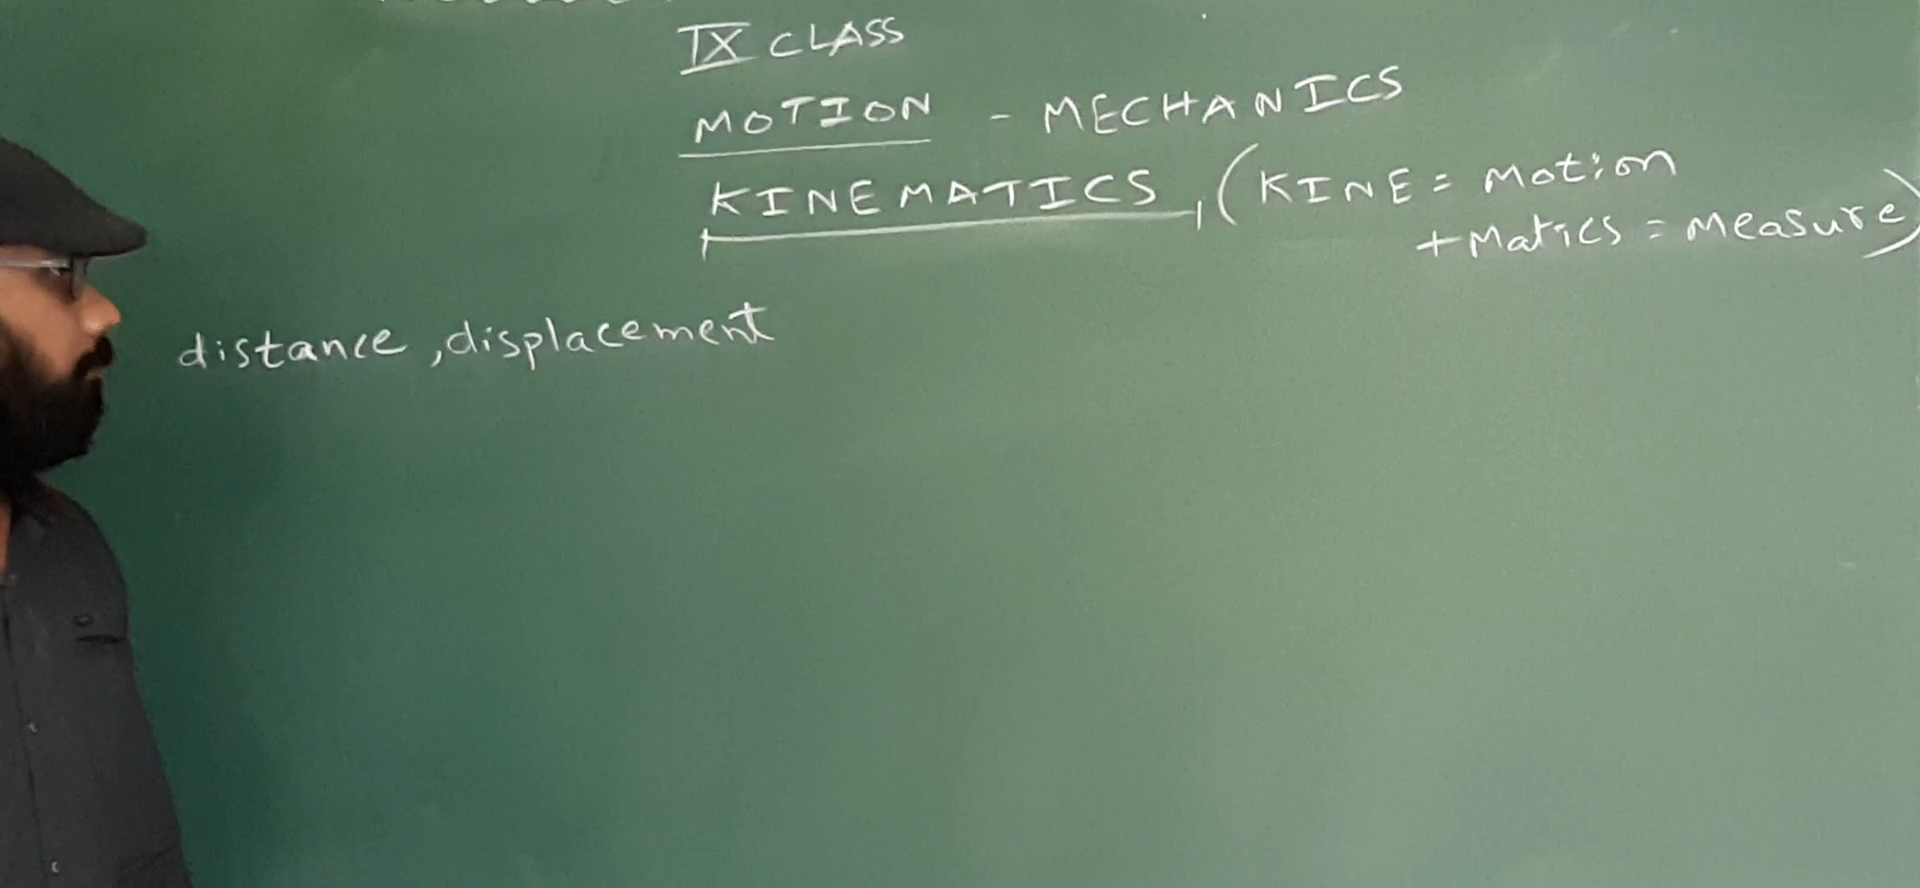 IX CLASS
MOTION - MECHANICS
KINEMATICS, (KINE = Motion
+Matics = Measure)
distance, displacement